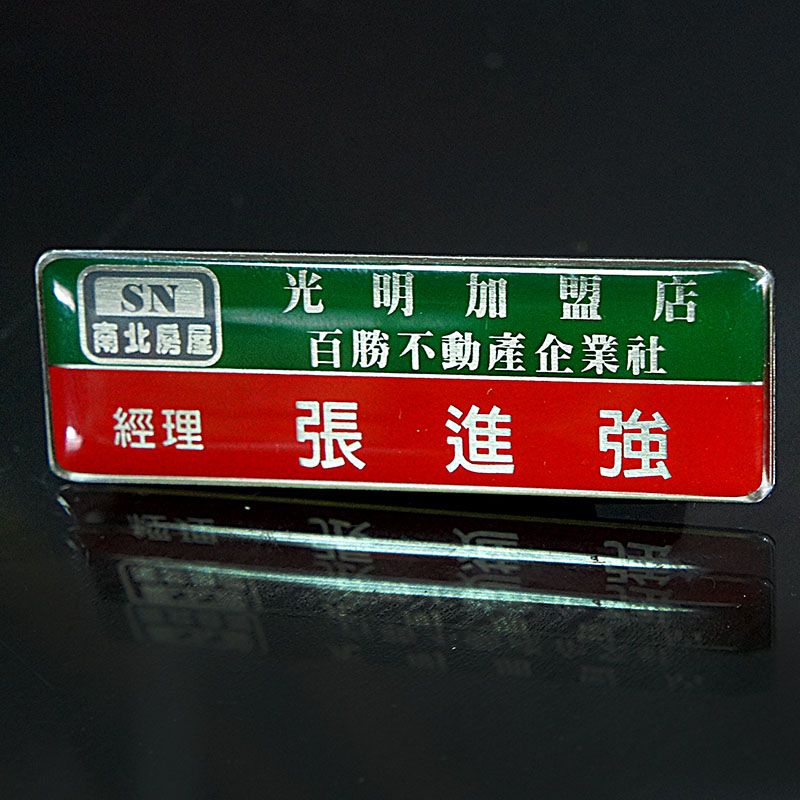 SN
南北房屋
光明加盟店
百勝不動產企業社
經理 張進強